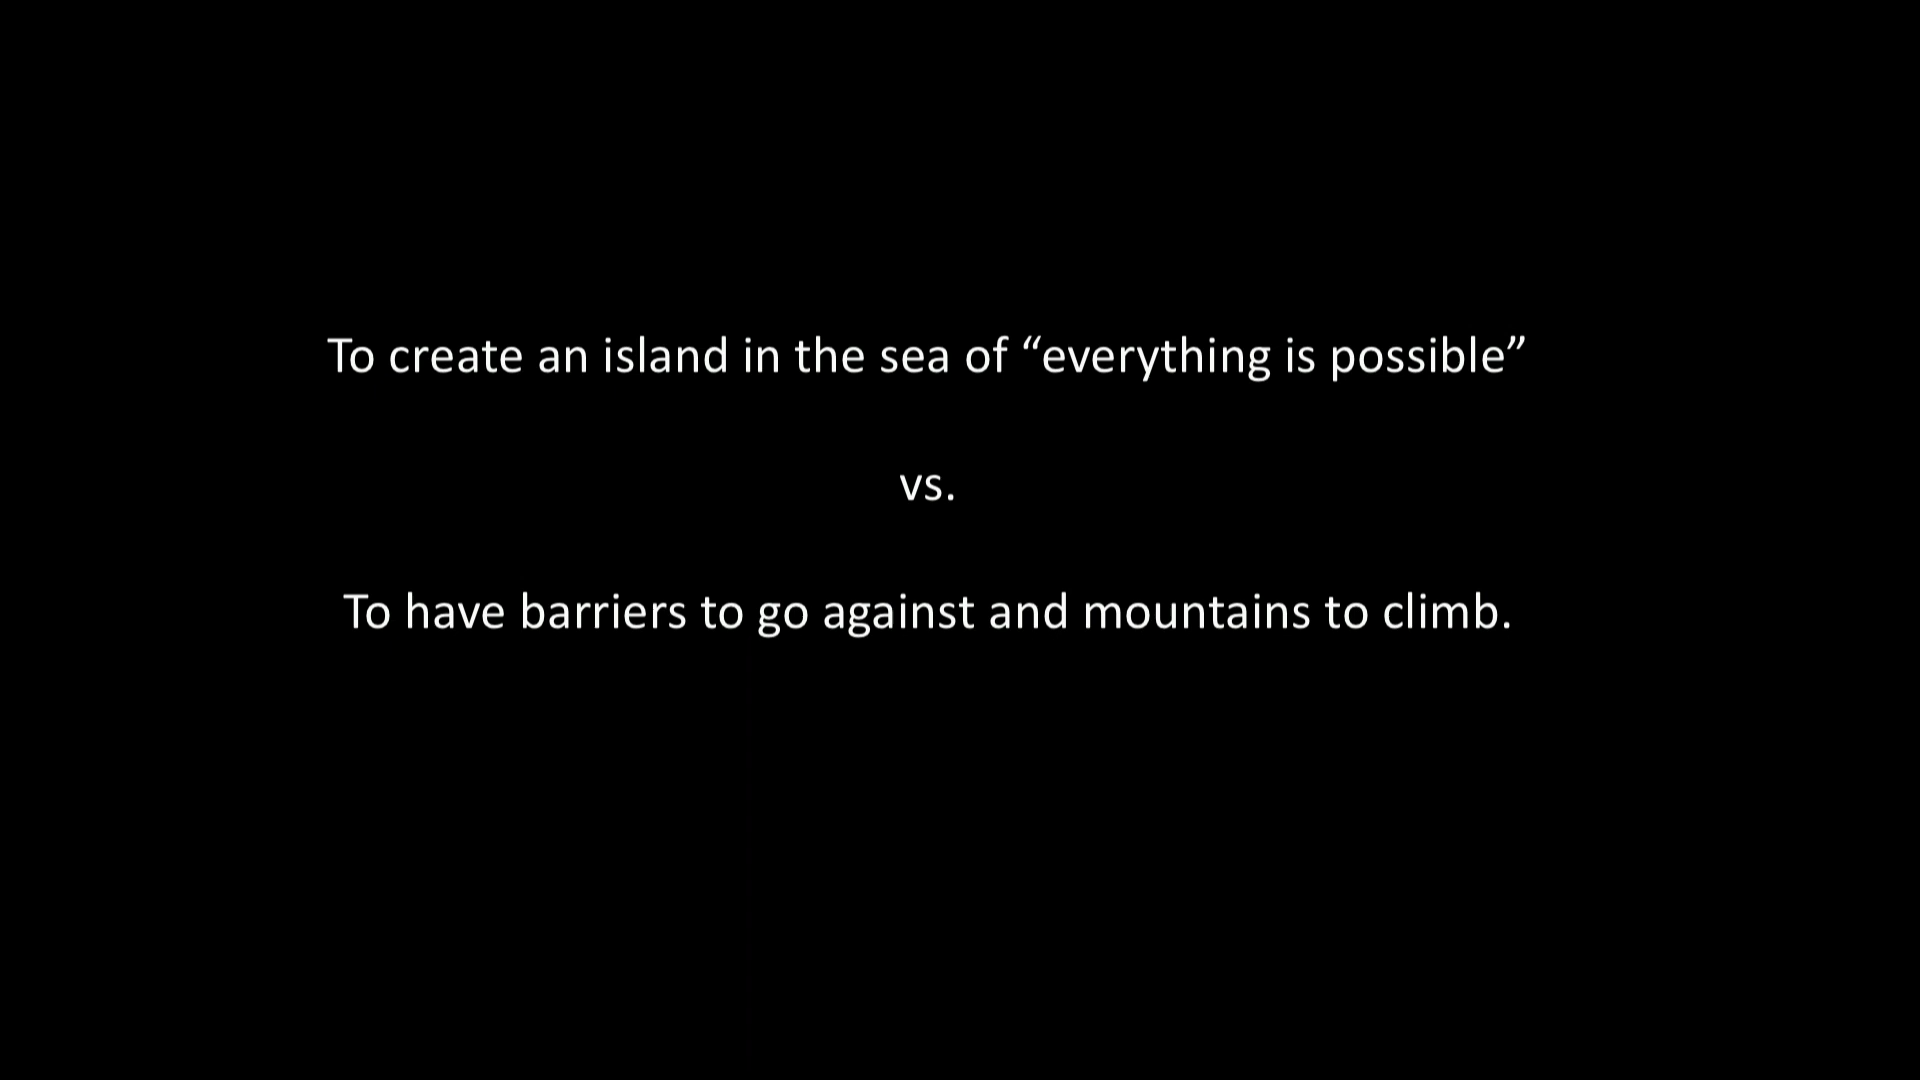 To create an island in the sea of “everything is possible”
vs.
To have barriers to go against and mountains to climb.